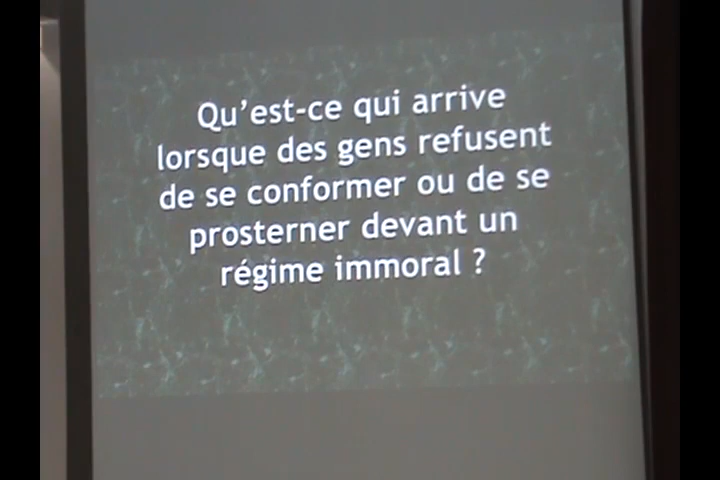 Qu'est-ce qui arrive
lorsque des gens refusent
de se conformer ou de se
prosterner devant un
régime immoral ?